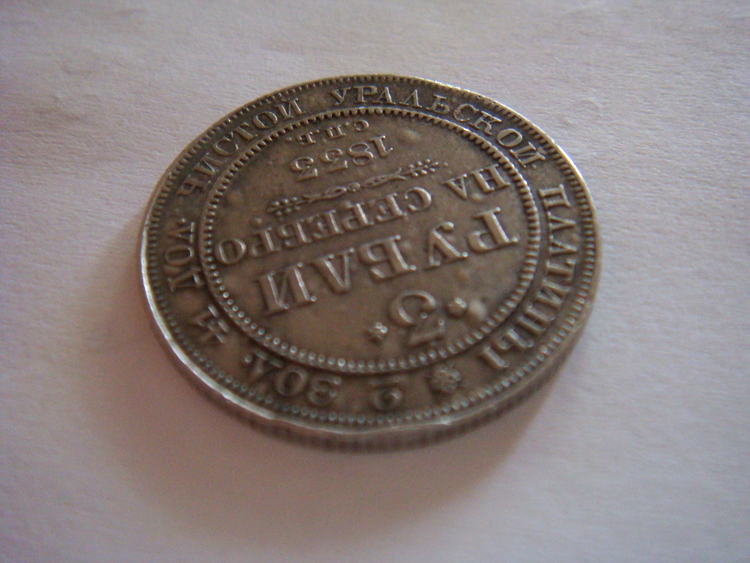 *3*
РУБЛИ
НА СЕРЕБРО
1833
С.П.Б.
2 ЗОЛ. 41 ДОЛ. ЧИСТОЙ УРАЛЬСКОЙ ПЛАТИНЫ